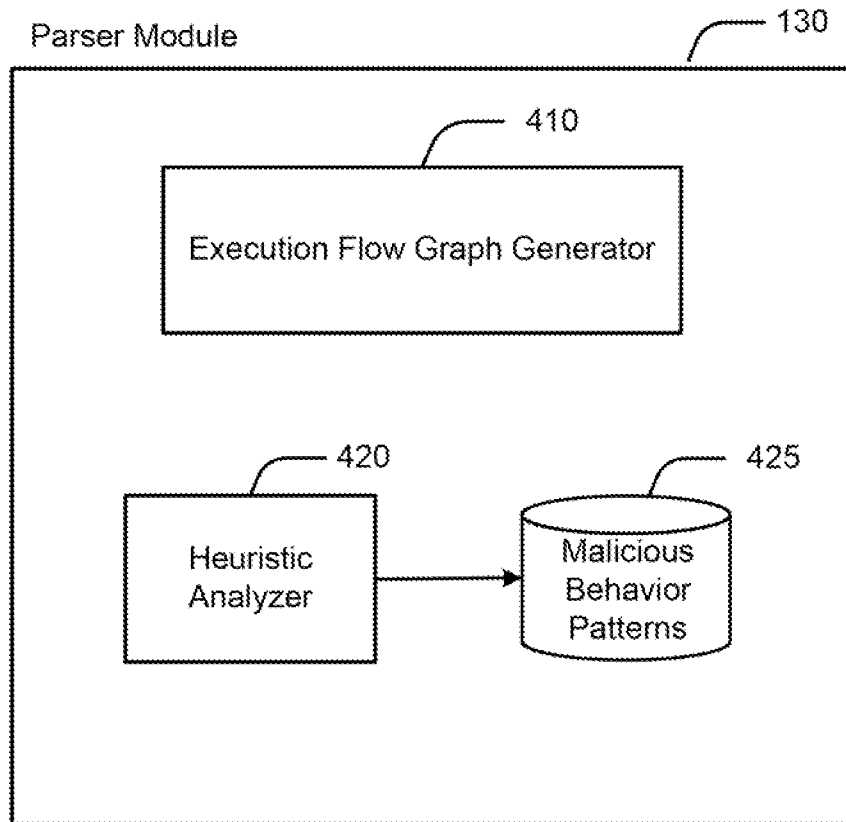 Parser Module
130
410
Execution Flow Graph Generator
420
425
Heuristic
Analyzer
Malicious
Behavior
Patterns